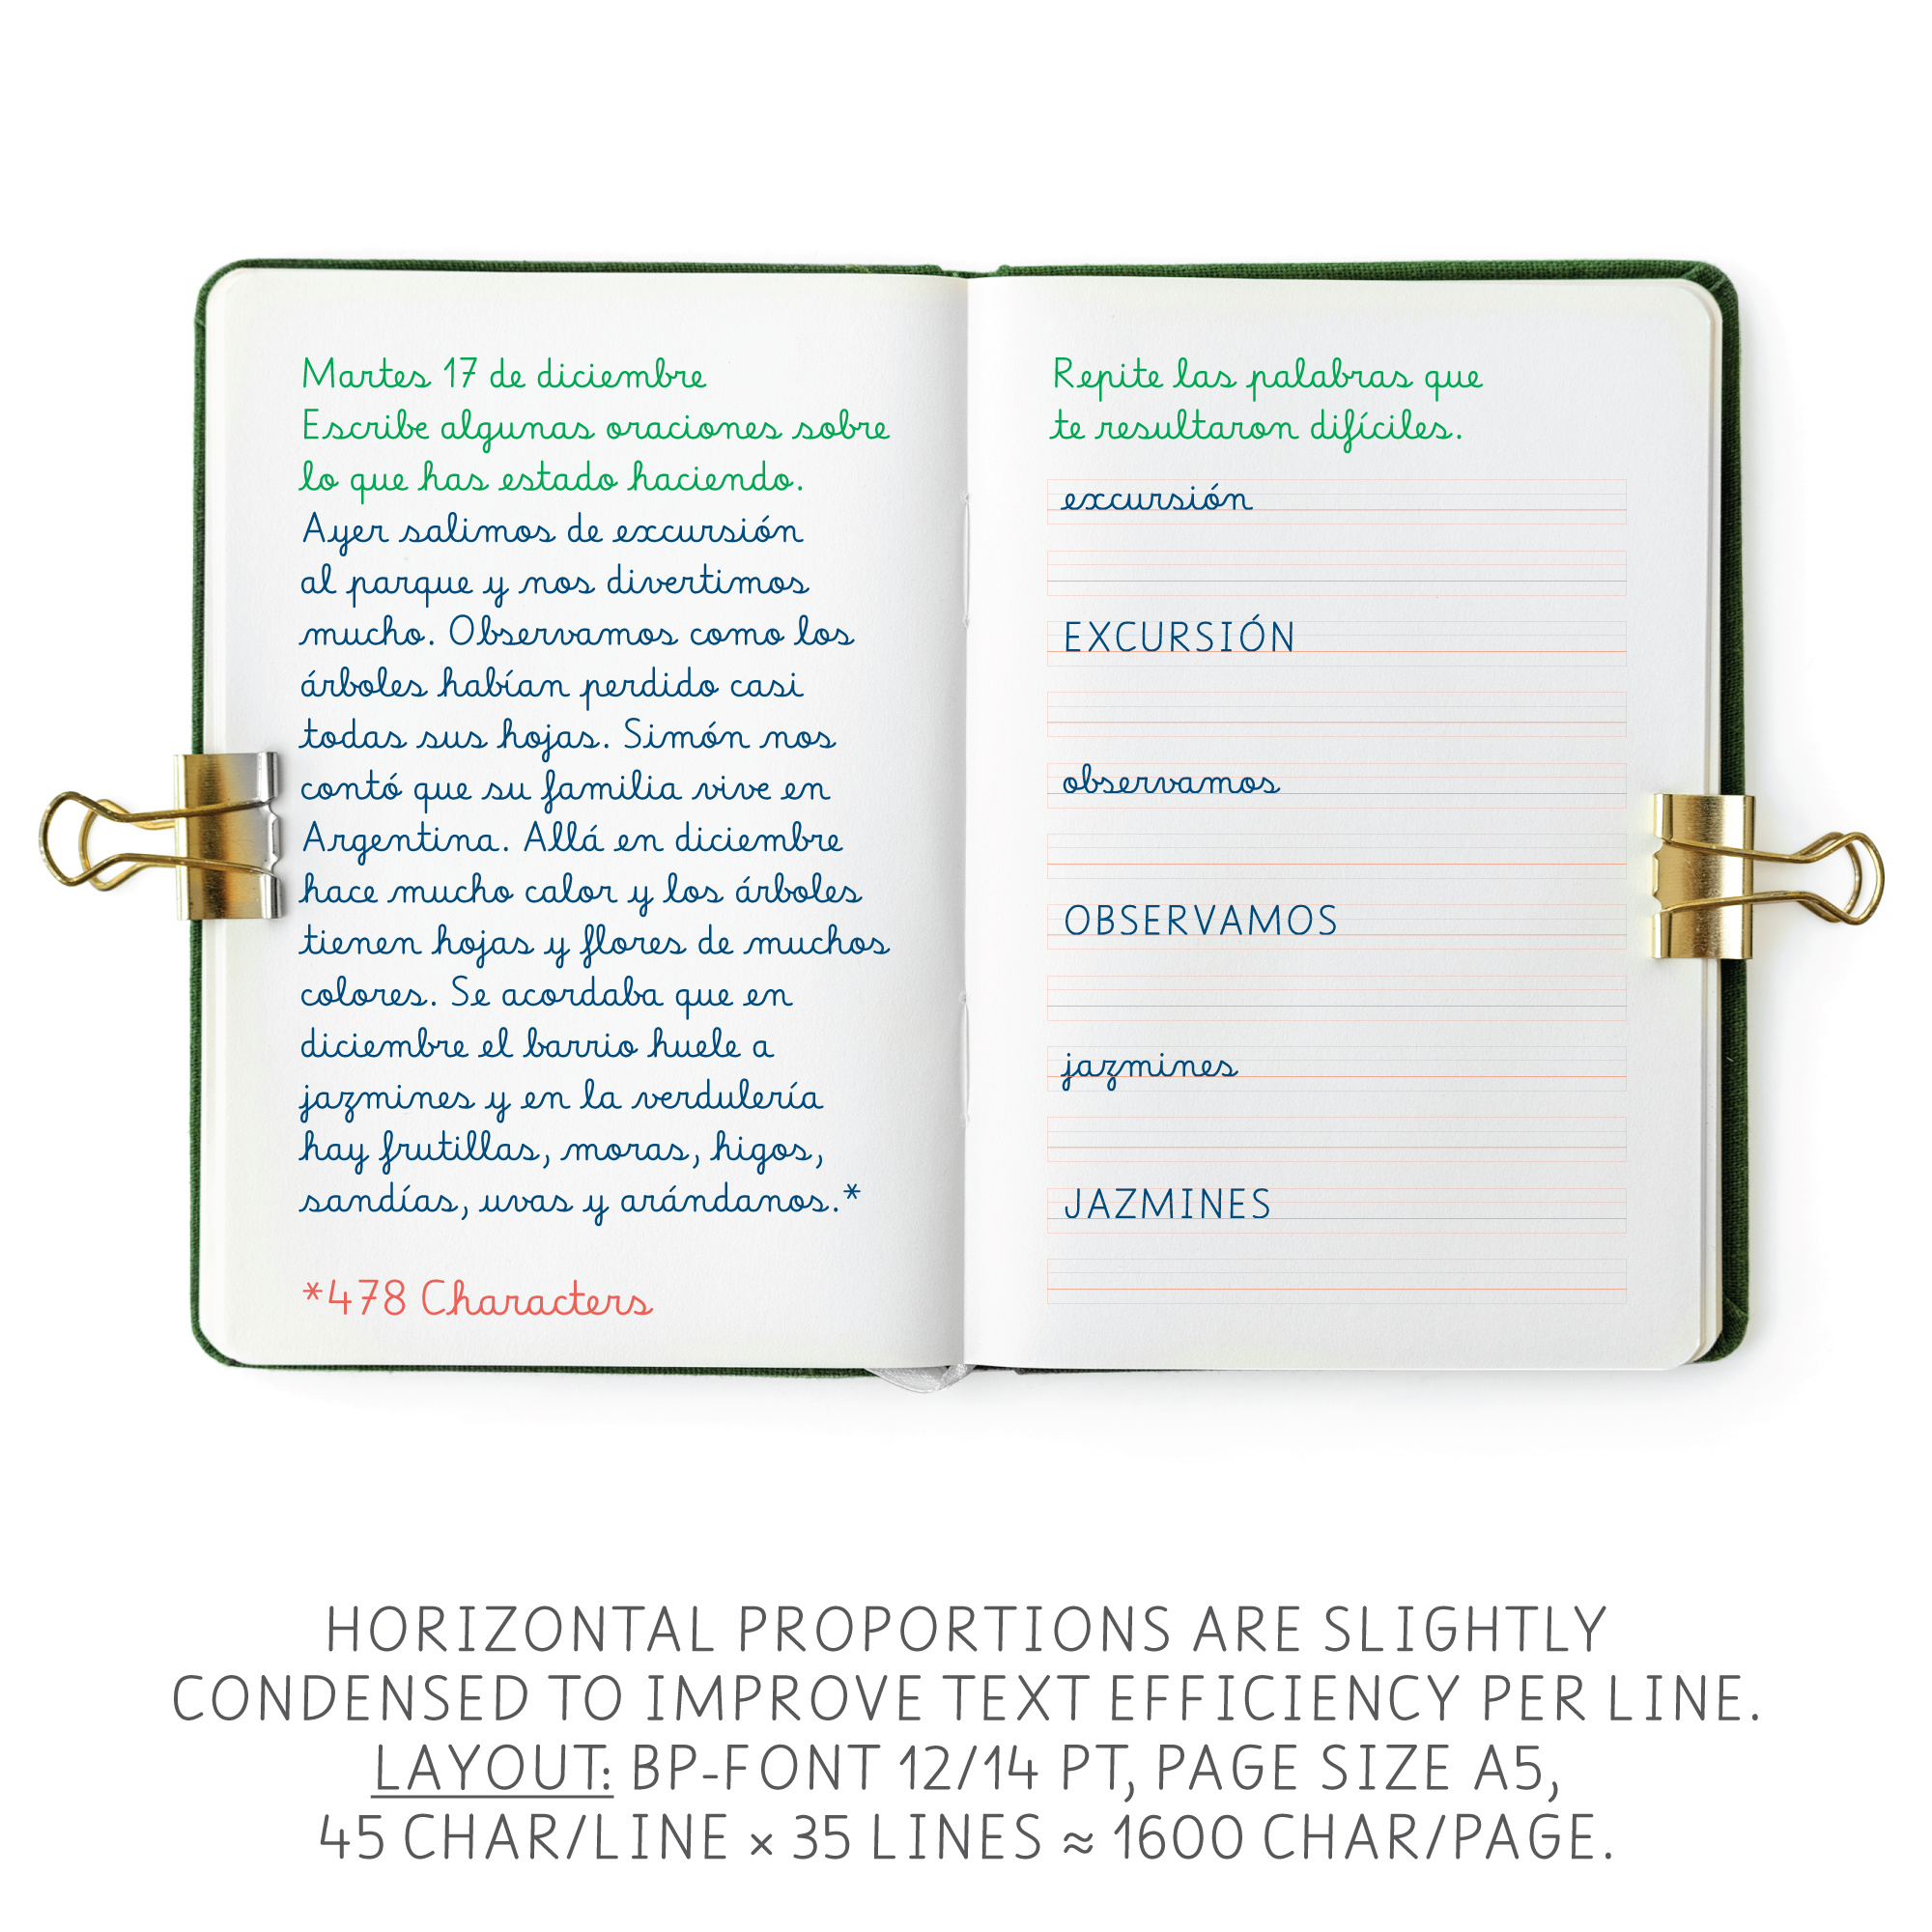 Martes 17 de diciembre
Escribe algunas oraciones sobre
lo que has estado haciendo.
Ayer salimos de excursión
al parque y nos divertimos
mucho. Observamos como los
árboles habían perdido casi
todas sus hojas. Simón nos
contó que su familia vive en
Argentina. Allá en diciembre
hace mucho calor y los árboles
tienen hojas y flores de muchos
colores. Se acordaba que en
diciembre el barrio huele a
jazmines y en la verdulería
hay frutillas, moras, higos,
sandías, uvas y arándanos.*
*478 Characters
Repite las palabras que
te resultaron difíciles.
excursión
EXCURSIÓN
observamos
OBSERVAMOS
jazmines
JAZMINES
HORIZONTAL PROPORTIONS ARE SLIGHTLY
CONDENSED TO IMPROVE TEXT EFFICIENCY PER LINE.
LAYOUT: BP-FONT 12/14 PT, PAGE SIZE A5,
45 CHAR/LINE × 35 LINES ≈ 1600 CHAR/PAGE.